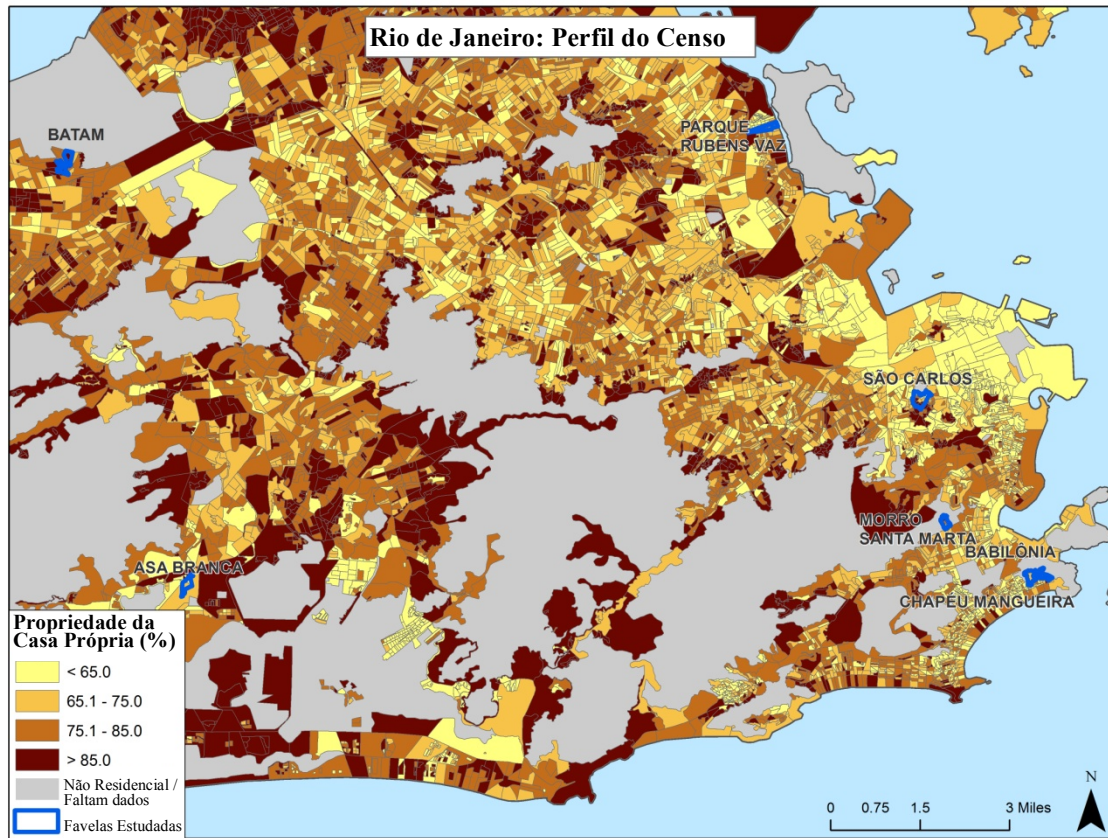 Rio de Janeiro: Perfil do Censo
BATAM
PARQUE
RUBENS VAZ
SÃO CARLOS
MORRO
SANTA MARTA
BABILÔNIA
ASA BRANCA
CHAPÉU MANGUEIRA
Propriedade da
Casa Própria (%)
< 65.0
65.1 - 75.0
75.1 - 85.0
> 85.0
Não Residencial /
Faltam dados
Favelas Estudadas
0 0.75 1.5 3 Miles
N